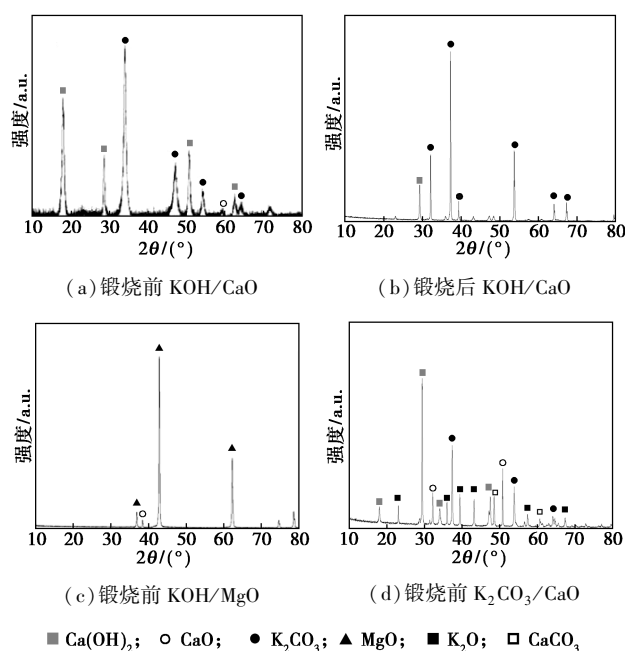 强度/a.u.
10 20 30 40 50 60 70 80
2θ/(°)
(a)锻烧前 KOH/CaO
强度/a.u.
10 20 30 40 50 60 70 80
2θ/(°)
(b)锻烧后 KOH/CaO
强度/a.u.
10 20 30 40 50 60 70 80
2θ/(°)
(c)锻烧前 KOH/MgO
强度/a.u.
10 20 30 40 50 60 70 80
2θ/(°)
(d)锻烧前 K₂CO₃/CaO
■ Ca(OH)₂; ○ CaO; ● K₂CO₃; ▲ MgO; ■ K₂O; □ CaCO₃